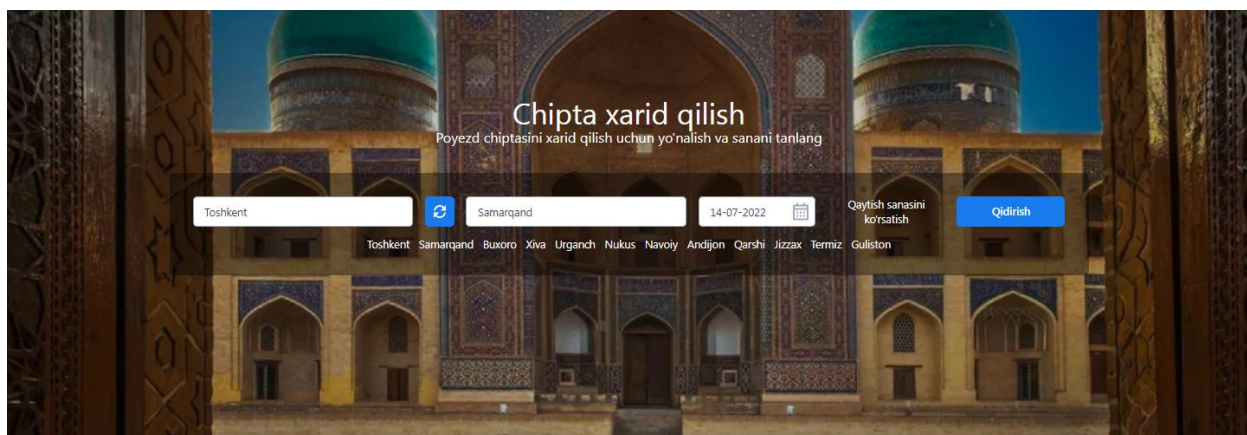 Chipta xarid qilish
Poyezd chiptasini xarid qilish uchun yo'nalish va sanani tanlang
Toshkent
Samarqand
14-07-2022
Qaytish sanasini
ko'rsatish
Qidirish
Toshkent Samarqand Buxoro Xiva Urganch Nukus Navoiy Andijon Qarshi Jizzax Termiz Guliston